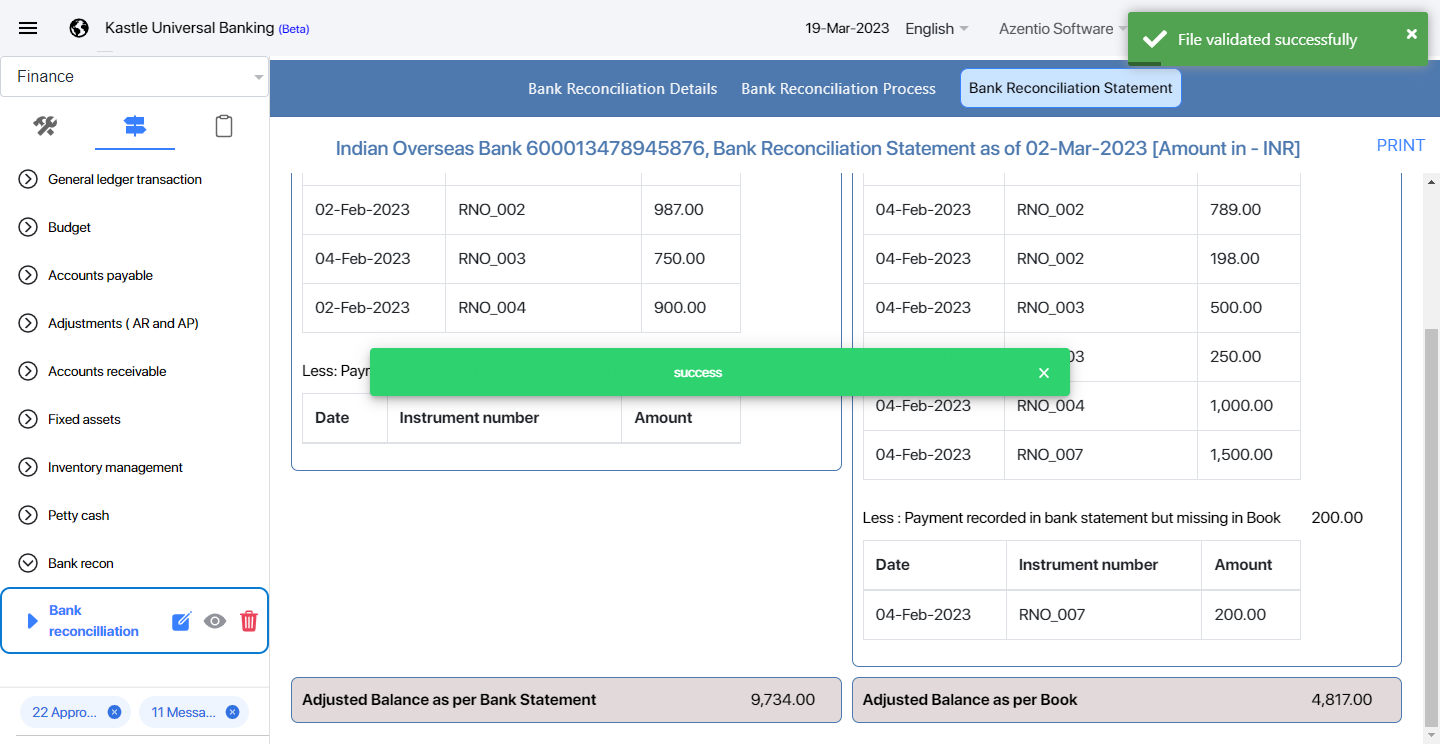 Kastle Universal Banking (Beta)
19-Mar-2023
English
Azentio Software
File validated successfully
Finance
Bank Reconciliation Details
Bank Reconciliation Process
Bank Reconciliation Statement
Indian Overseas Bank 600013478945876, Bank Reconciliation Statement as of 02-Mar-2023 [Amount in - INR]
PRINT
General ledger transaction
Budget
Accounts payable
Adjustments ( AR and AP)
Accounts receivable
Fixed assets
Inventory management
Petty cash
Bank recon
Bank
reconcilliation
22 Appro...
11 Messa...
02-Feb-2023 RNO_002 987.00
04-Feb-2023 RNO_003 750.00
02-Feb-2023 RNO_004 900.00
Less:
success
Date Instrument number Amount
Adjusted Balance as per Bank Statement 9,734.00
04-Feb-2023 RNO_002 789.00
04-Feb-2023 RNO_002 198.00
04-Feb-2023 RNO_003 500.00
250.00
04-Feb-2023 RNO_004 1,000.00
04-Feb-2023 RNO_007 1,500.00
Less : Payment recorded in bank statement but missing in Book 200.00
Date Instrument number Amount
04-Feb-2023 RNO_007 200.00
Adjusted Balance as per Book 4,817.00